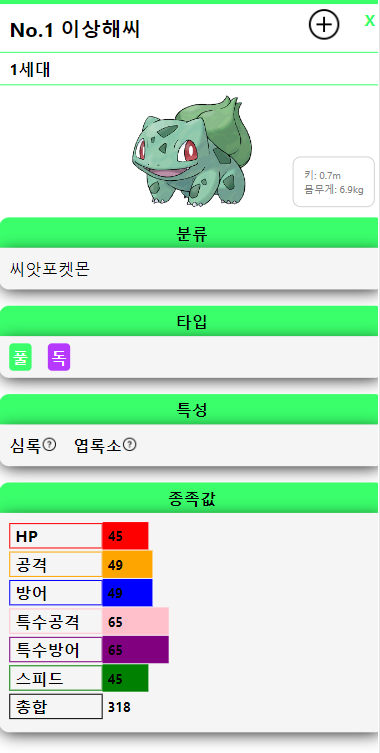 No.1 이상해씨
X
1세대
키: 0.7m
몸무게: 6.9kg
분류
씨앗포켓몬
타입
풀 독
특성
심록? 엽록소?
종족값
HP 45
공격 49
방어 49
특수공격 65
특수방어 65
스피드 45
총합 318